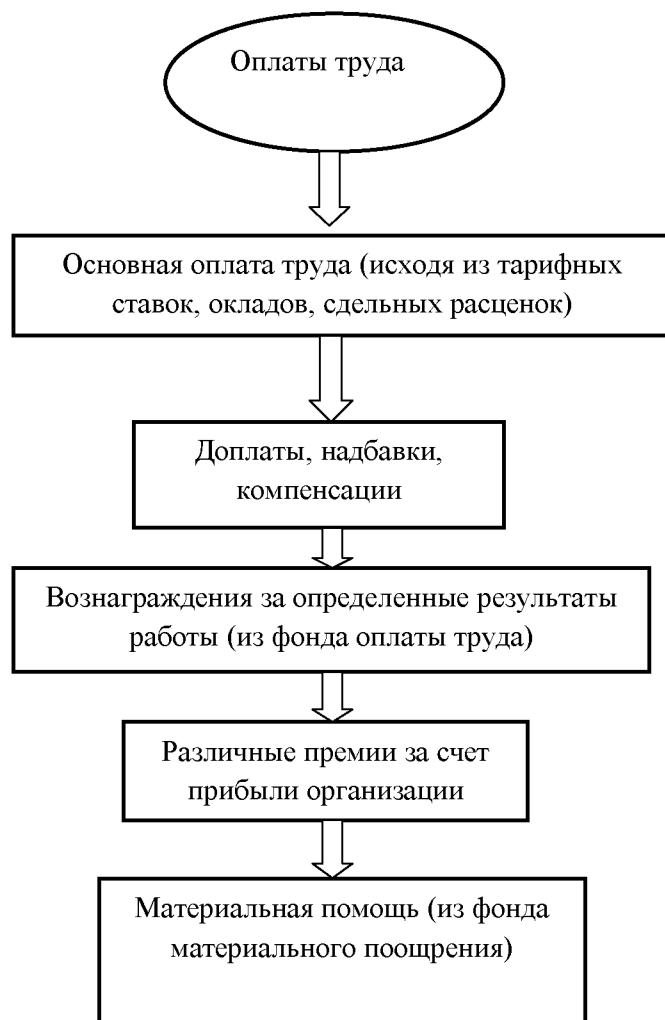 Оплаты труда
Основная оплата труда (исходя из тарифных
ставок, окладов, сдельных расценок)
Доплаты, надбавки,
компенсации
Вознаграждения за определенные результаты
работы (из фонда оплаты труда)
Различные премии за счет
прибыли организации
Материальная помощь (из фонда
материального поощрения)